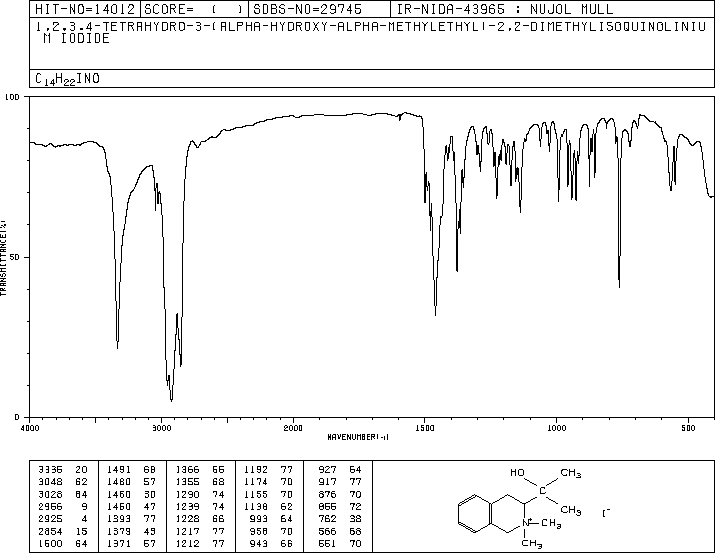 HIT-NO=14012 SCORE= ( ) SDBS-NO=29745 IR-NIDA-43965 : NUJOL MULL
1,2,3,4-TETRAHYDRO-3-(ALPHA-HYDROXY-ALPHA-METHYLETHYL)-2,2-DIMETHYLISOQUINOLINIU
M IODIDE
C14H22INO
100
50
0
TRANSMITTANCE(%)
4000 3000 2000 1500 1000 500
WAVENUMBER(-1)
3336 20 1491 68 1366 66 1192 77 927 64
3048 62 1480 57 1355 68 1174 70 917 77
3028 64 1460 30 1290 74 1155 70 876 70
2956 9 1450 47 1239 74 1138 62 866 72
2925 4 1393 77 1228 66 993 64 762 38
2854 15 1379 49 1217 77 958 70 566 68
1600 64 1371 57 1212 77 943 66 551 70
HO CH3
C
CH3
N+ CH3
CH3
I-